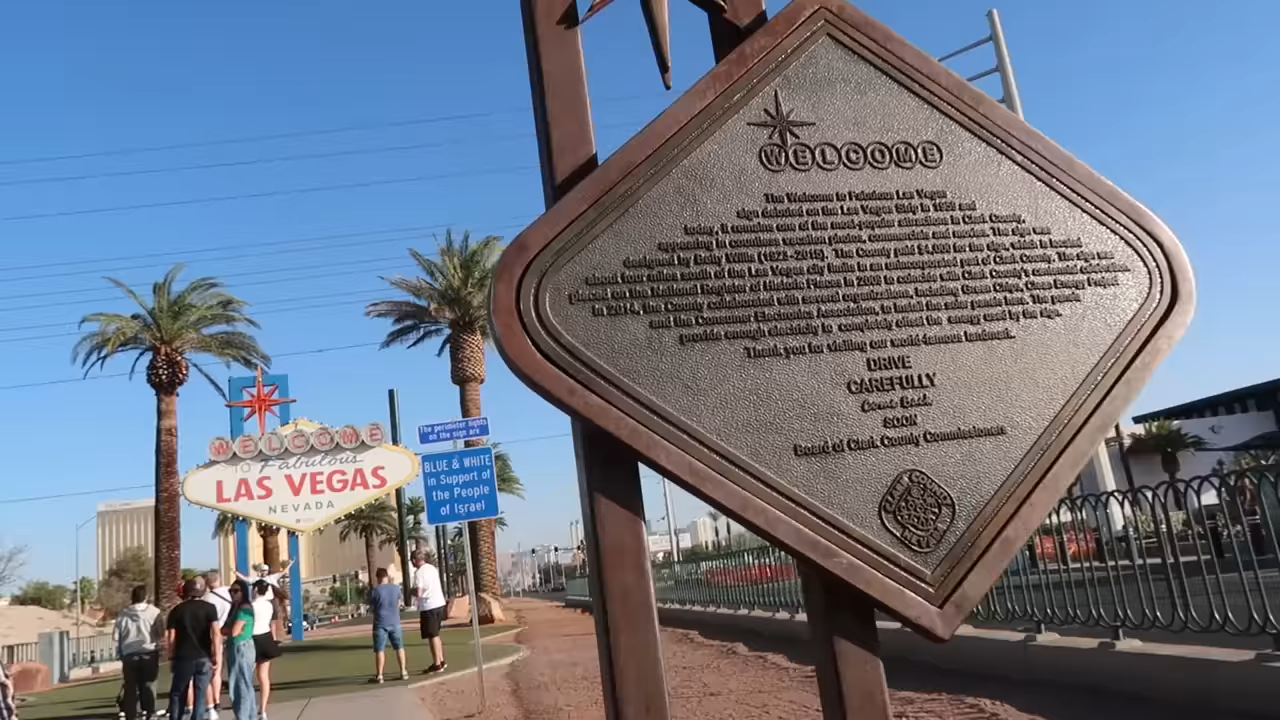 WELCOME
TO Fabulous
LAS VEGAS
NEVADA
The perimeter lights
on the sign are
BLUE & WHITE
in Support of
the People
of Israel
WELCOME
The Welcome to Fabulous Las Vegas
sign debuted on the Las Vegas Strip in 1959 and
today, it remains one of the most-popular attractions in Clark County,
appearing in countless vacation photos, commercials and movies. The sign was
designed by Betty Willis (1923-2015). The County paid $4,000 for the sign, which is located
about four miles south of the Las Vegas city limits in an unincorporated part of Clark County. The sign was
placed on the National Register of Historic Places in 2009 to coincide with Clark County's centennial.
In 2014, the County collaborated with several organizations, including Green Chips, Clean Energy Project
and the Consumer Electronics Association, to install the solar panels here. The panels
provide enough electricity to completely offset the energy used by the sign.
Thank you for visiting our world-famous landmark.
DRIVE
CAREFULLY
Come Back
SOON
Board of Clark County Commissioners